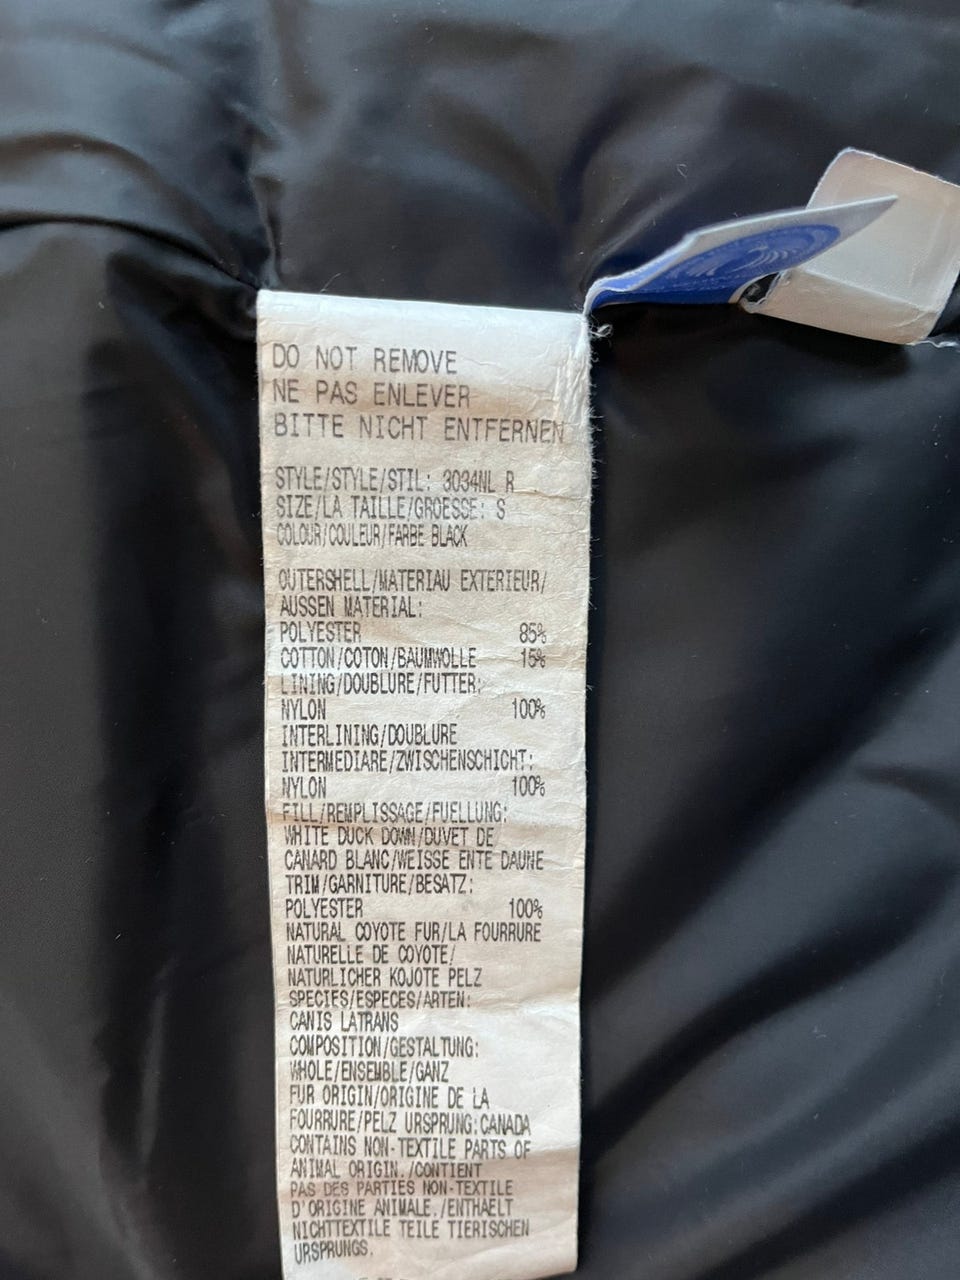 DO NOT REMOVE
NE PAS ENLEVER
BITTE NICHT ENTFERNEN
STYLE/STYLE/STIL: 3034NL R
SIZE/LA TAILLE/GROESSE: S
COLOUR/COULEUR/FARBE BLACK
OUTERSHELL/MATERIAU EXTERIEUR/
AUSSEN MATERIAL:
POLYESTER 85%
COTTON/COTON/BAUMWOLLE 15%
LINING/DOUBLURE/FUTTER:
NYLON 100%
INTERLINING/DOUBLURE
INTERMEDIARE/ZWISCHENSCHICHT:
NYLON 100%
FILL/REMPLISSAGE/FUELLUNG:
WHITE DUCK DOWN/DUVET DE
CANARD BLANC/WEISSE ENTE DAUNE
TRIM/GARNITURE/BESATZ:
POLYESTER 100%
NATURAL COYOTE FUR/LA FOURRURE
NATURELLE DE COYOTE/
NATURLICHER KOJOTE PELZ
SPECIES/ESPECES/ARTEN:
CANIS LATRANS
COMPOSITION/GESTALTUNG:
WHOLE/ENSEMBLE/GANZ
FUR ORIGIN/ORIGINE DE LA
FOURRURE/PELZ URSPRUNG:CANADA
CONTAINS NON-TEXTILE PARTS OF
ANIMAL ORIGIN./CONTIENT
PAS DES PARTIES NON-TEXTILE
D'ORIGINE ANIMALE./ENTHAELT
NICHTTEXTILE TEILE TIERISCHEN
URSPRUNGS.